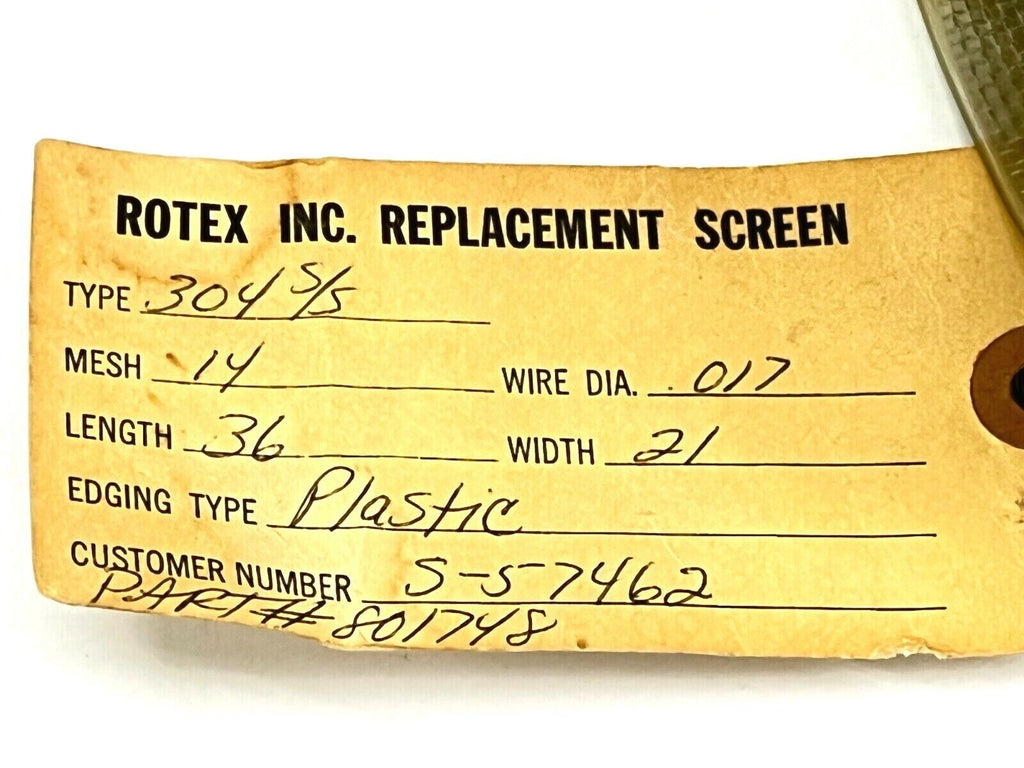 ROTEX INC. REPLACEMENT SCREEN
TYPE 304 S/S
MESH 14 WIRE DIA. .017
LENGTH 36 WIDTH 21
EDGING TYPE Plastic
CUSTOMER NUMBER S-57462
PART# 801748